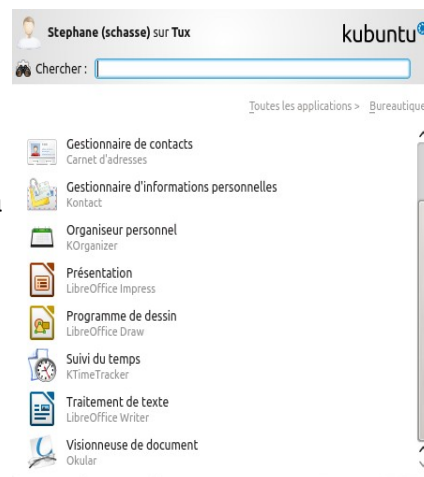 Stephane (schasse) sur Tux
kubuntu
Chercher :
Toutes les applications > Bureautique
Gestionnaire de contacts
Carnet d'adresses
Gestionnaire d'informations personnelles
Kontact
Organiseur personnel
KOrganizer
Présentation
LibreOffice Impress
Programme de dessin
LibreOffice Draw
Suivi du temps
KTimeTracker
Traitement de texte
LibreOffice Writer
Visionneuse de document
Okular